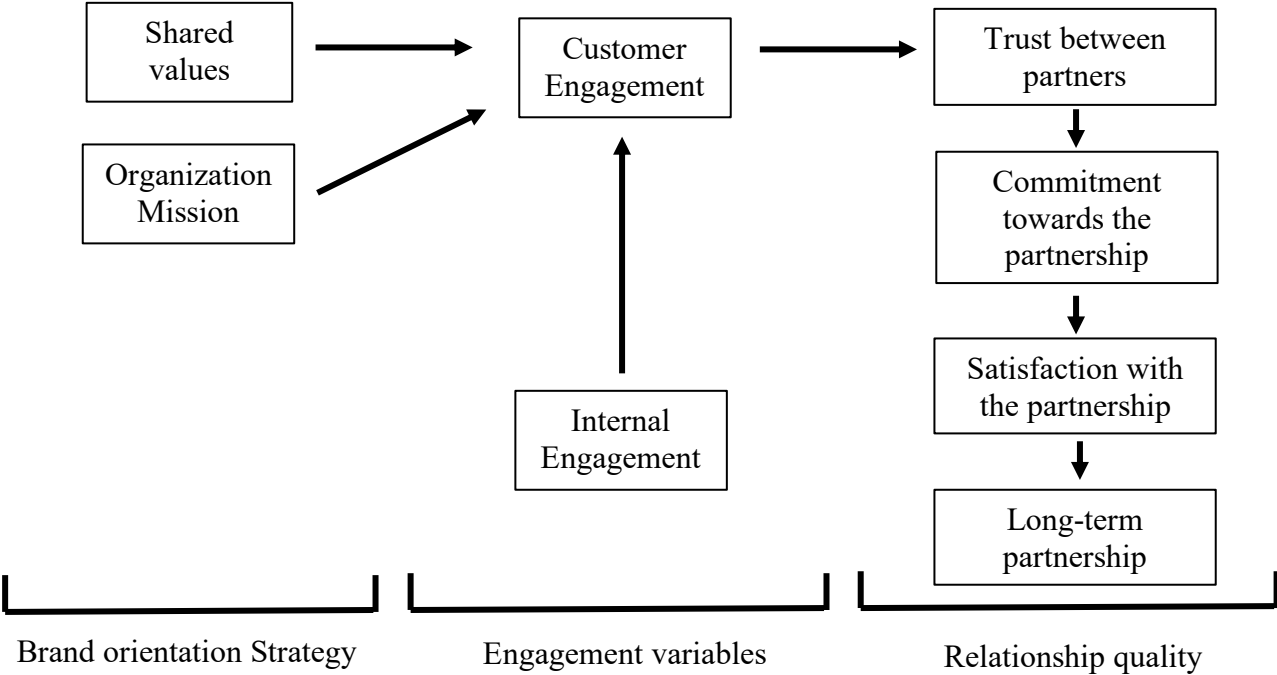 Shared
values
Organization
Mission
Customer
Engagement
Internal
Engagement
Trust between
partners
Commitment
towards the
partnership
Satisfaction with
the partnership
Long-term
partnership
Brand orientation Strategy
Engagement variables
Relationship quality